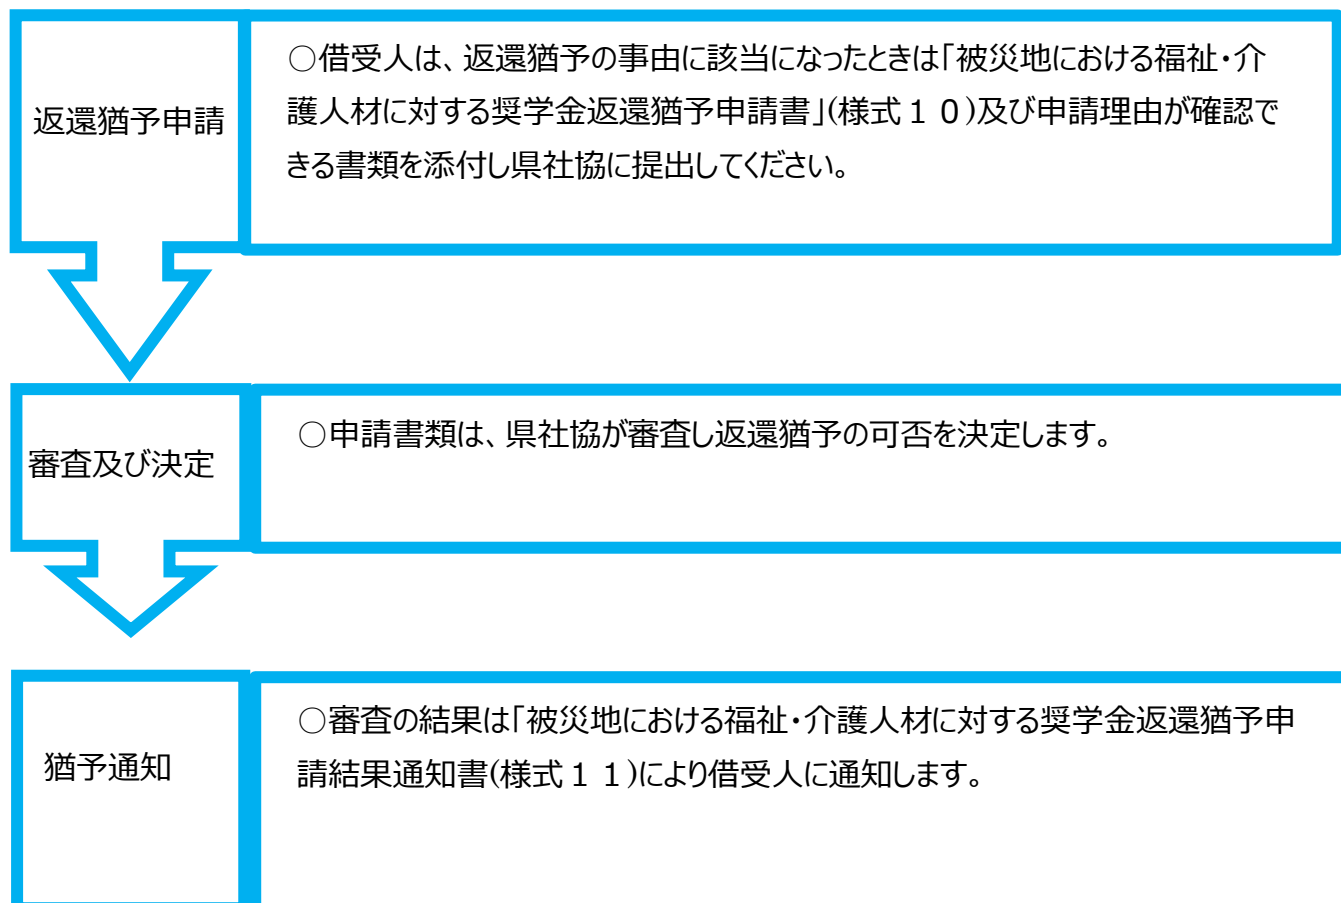 返還猶予申請
○借受人は、返還猶予の事由に該当になったときは「被災地における福祉・介
護人材に対する奨学金返還猶予申請書」(様式１０)及び申請理由が確認で
きる書類を添付し県社協に提出してください。
審査及び決定
○申請書類は、県社協が審査し返還猶予の可否を決定します。
猶予通知
○審査の結果は「被災地における福祉・介護人材に対する奨学金返還猶予申
請結果通知書(様式１１)により借受人に通知します。